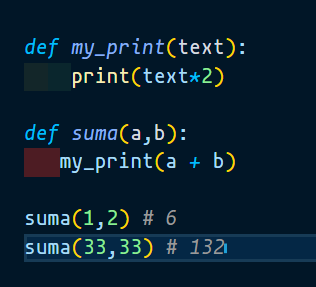 def my_print(text):
    print(text*2)
def suma(a,b):
   my_print(a + b)
suma(1,2) # 6
suma(33,33) # 132